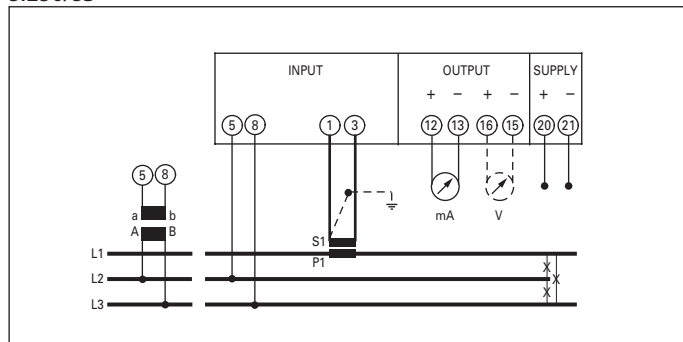 INPUT OUTPUT SUPPLY
+ − + − + −
5 8 1 3 12 13 16 15 20 21
5 8
mA V
a b
A B
S1
L1 P1
L2
L3
X
X
X